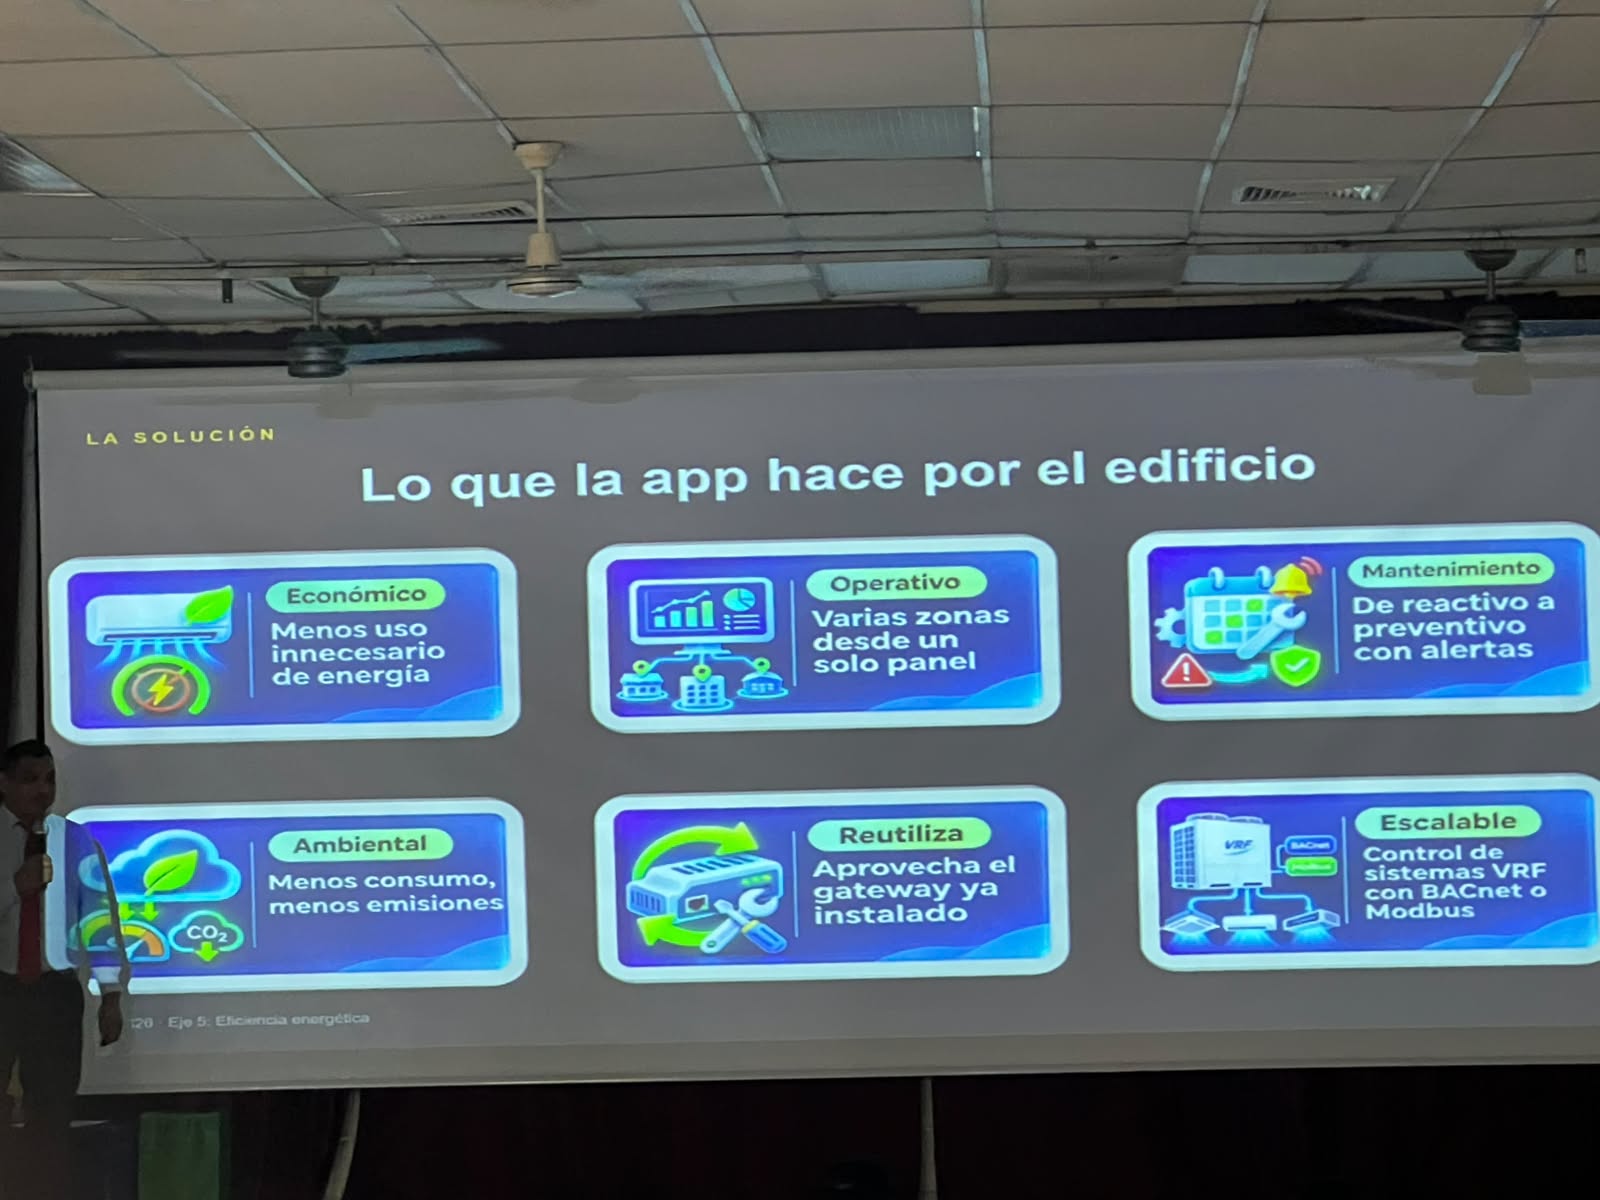 LA SOLUCIÓN
Lo que la app hace por el edificio
Económico
Menos uso
innecesario
de energía
Operativo
Varias zonas
desde un
solo panel
Mantenimiento
De reactivo a
preventivo
con alertas
Ambiental
Menos consumo,
menos emisiones
CO₂
Reutiliza
Aprovecha el
gateway ya
instalado
Escalable
Control de
sistemas VRF
con BACnet o
Modbus
VRF
BACnet
Eje 5: Eficiencia energética